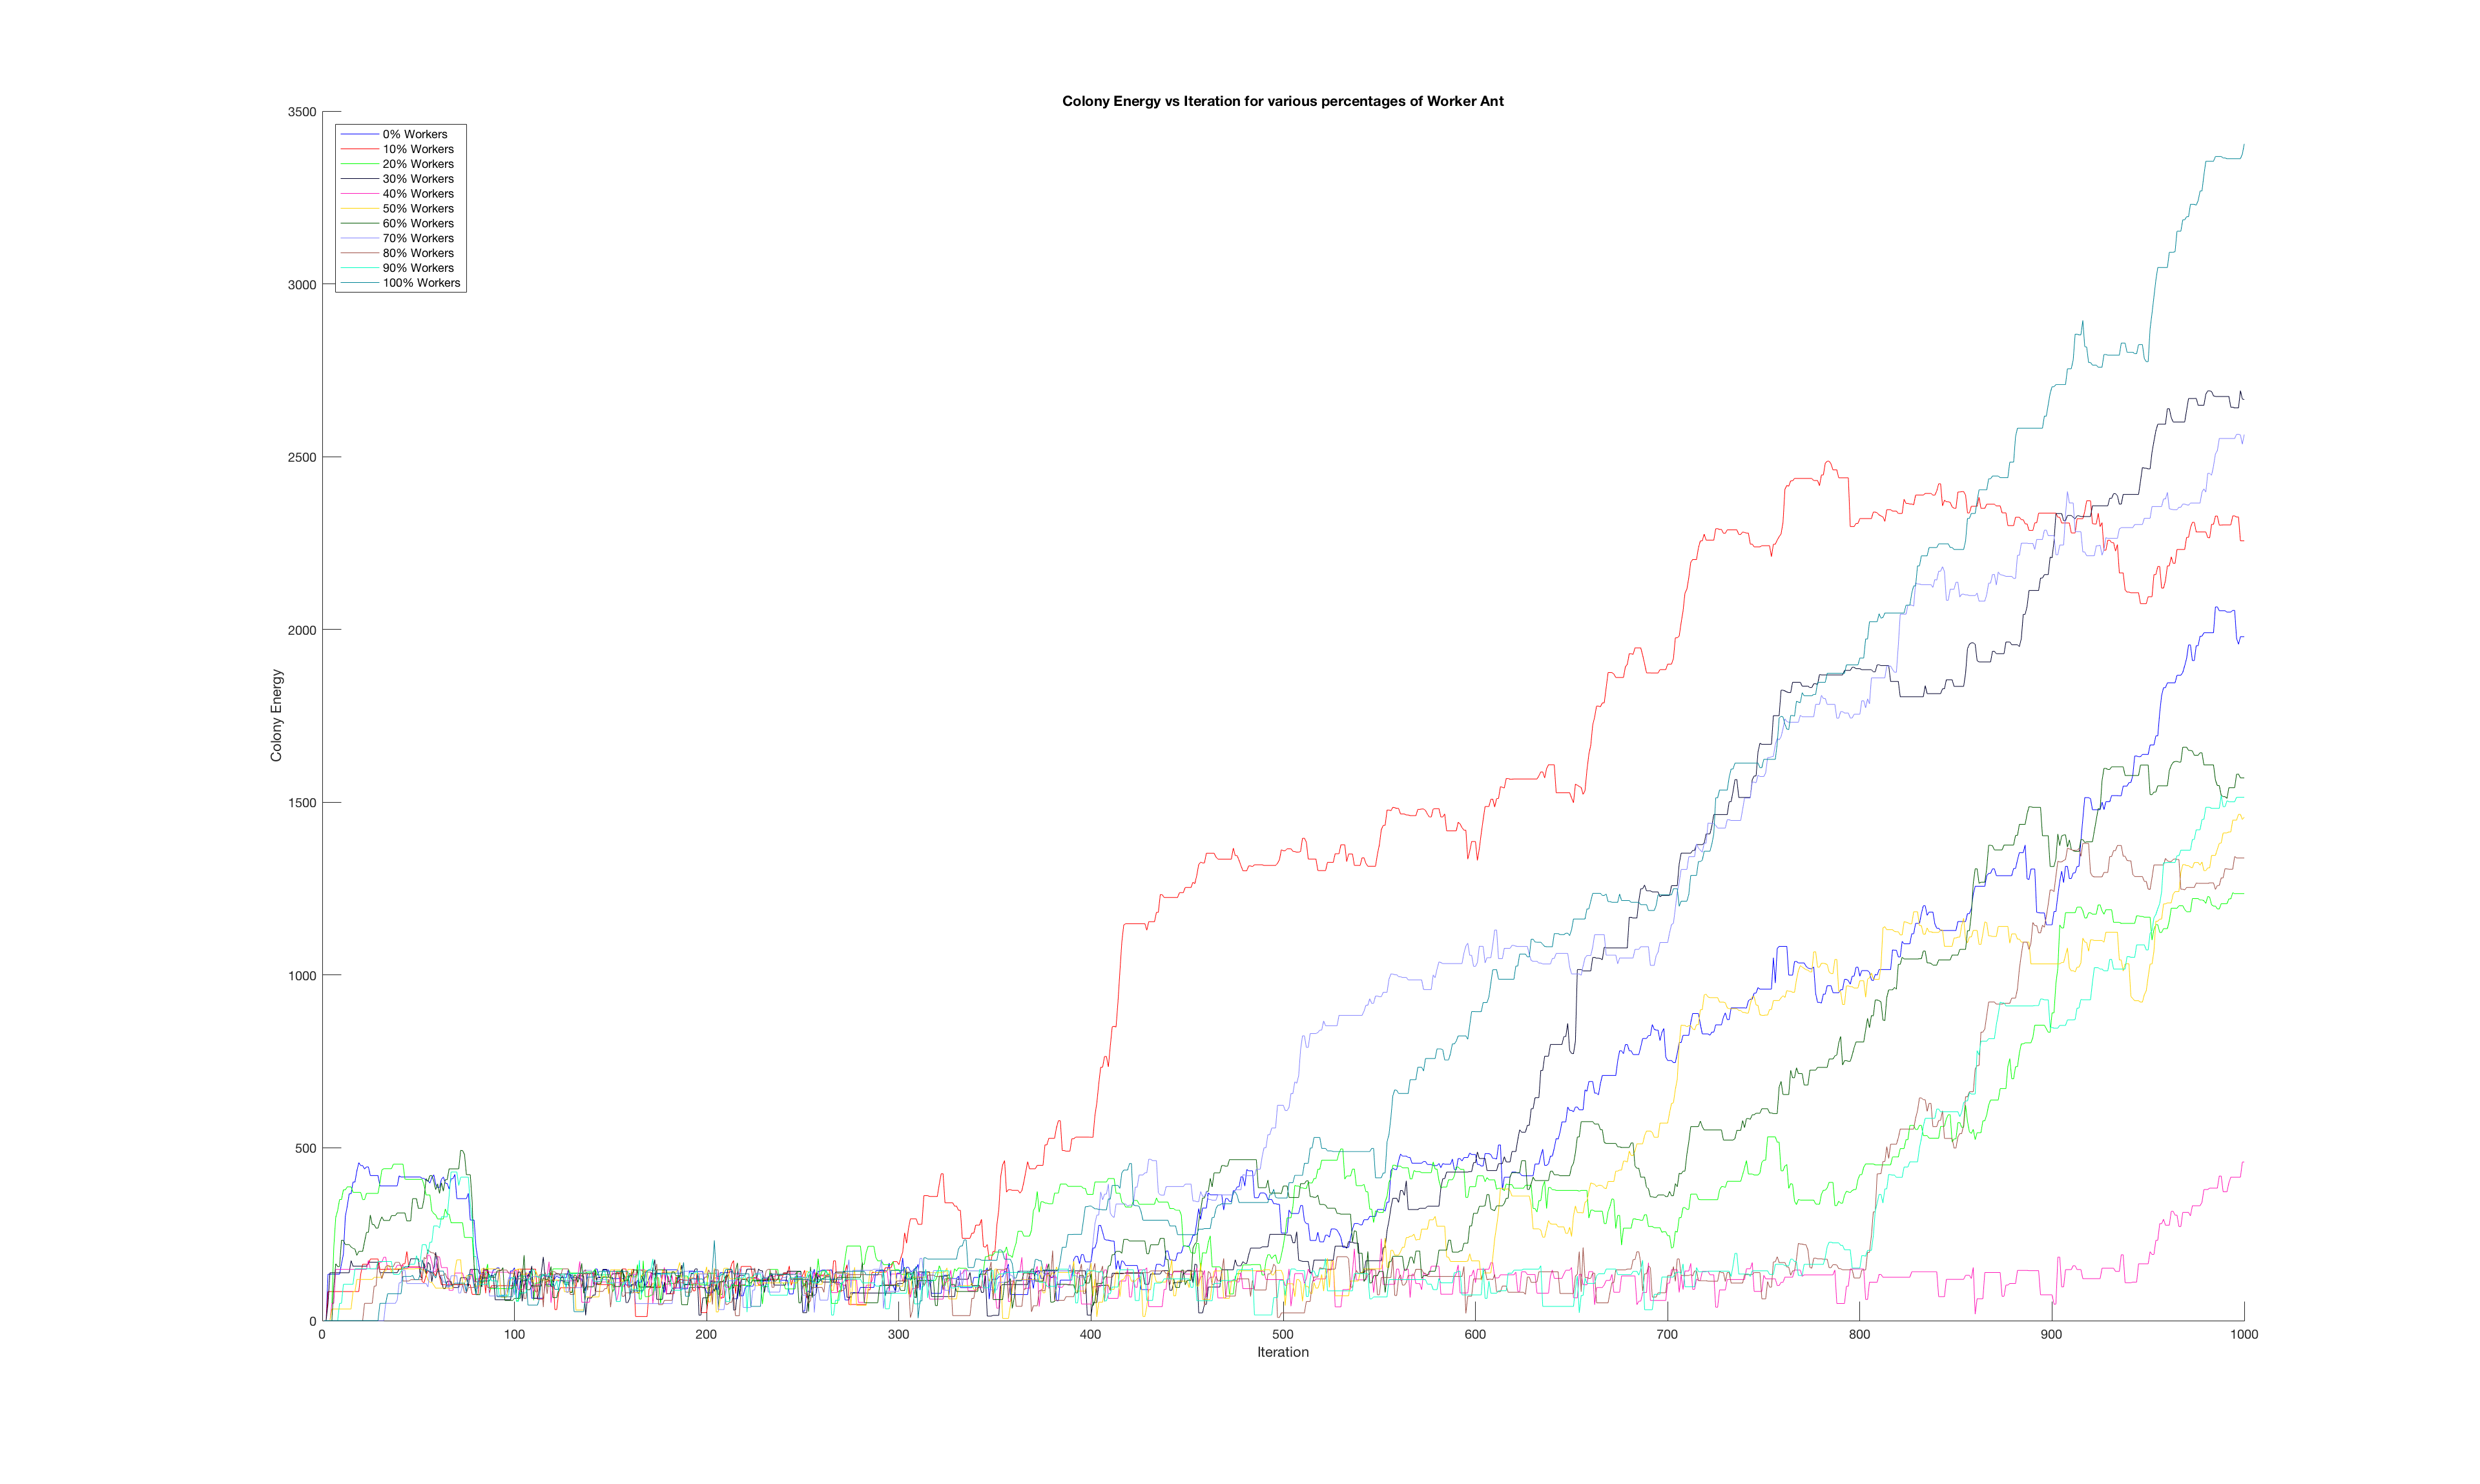 Colony Energy vs Iteration for various percentages of Worker Ant
3500
0% Workers
10% Workers
20% Workers
30% Workers
40% Workers
50% Workers
60% Workers
70% Workers
80% Workers
90% Workers
100% Workers
3000
2500
2000
Colony Energy
1500
1000
500
0
0 100 200 300 400 500 600 700 800 900 1000
Iteration